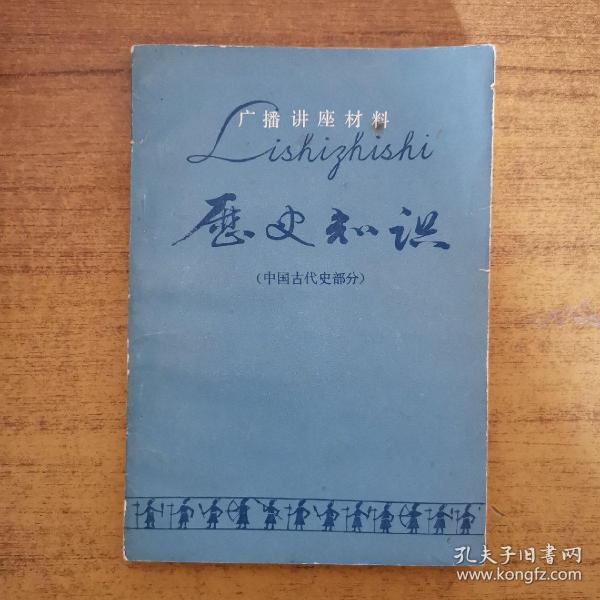 广播讲座材料
Lishizhishi
歷史知识
（中国古代史部分）
孔夫子旧書网
www.kongfz.com